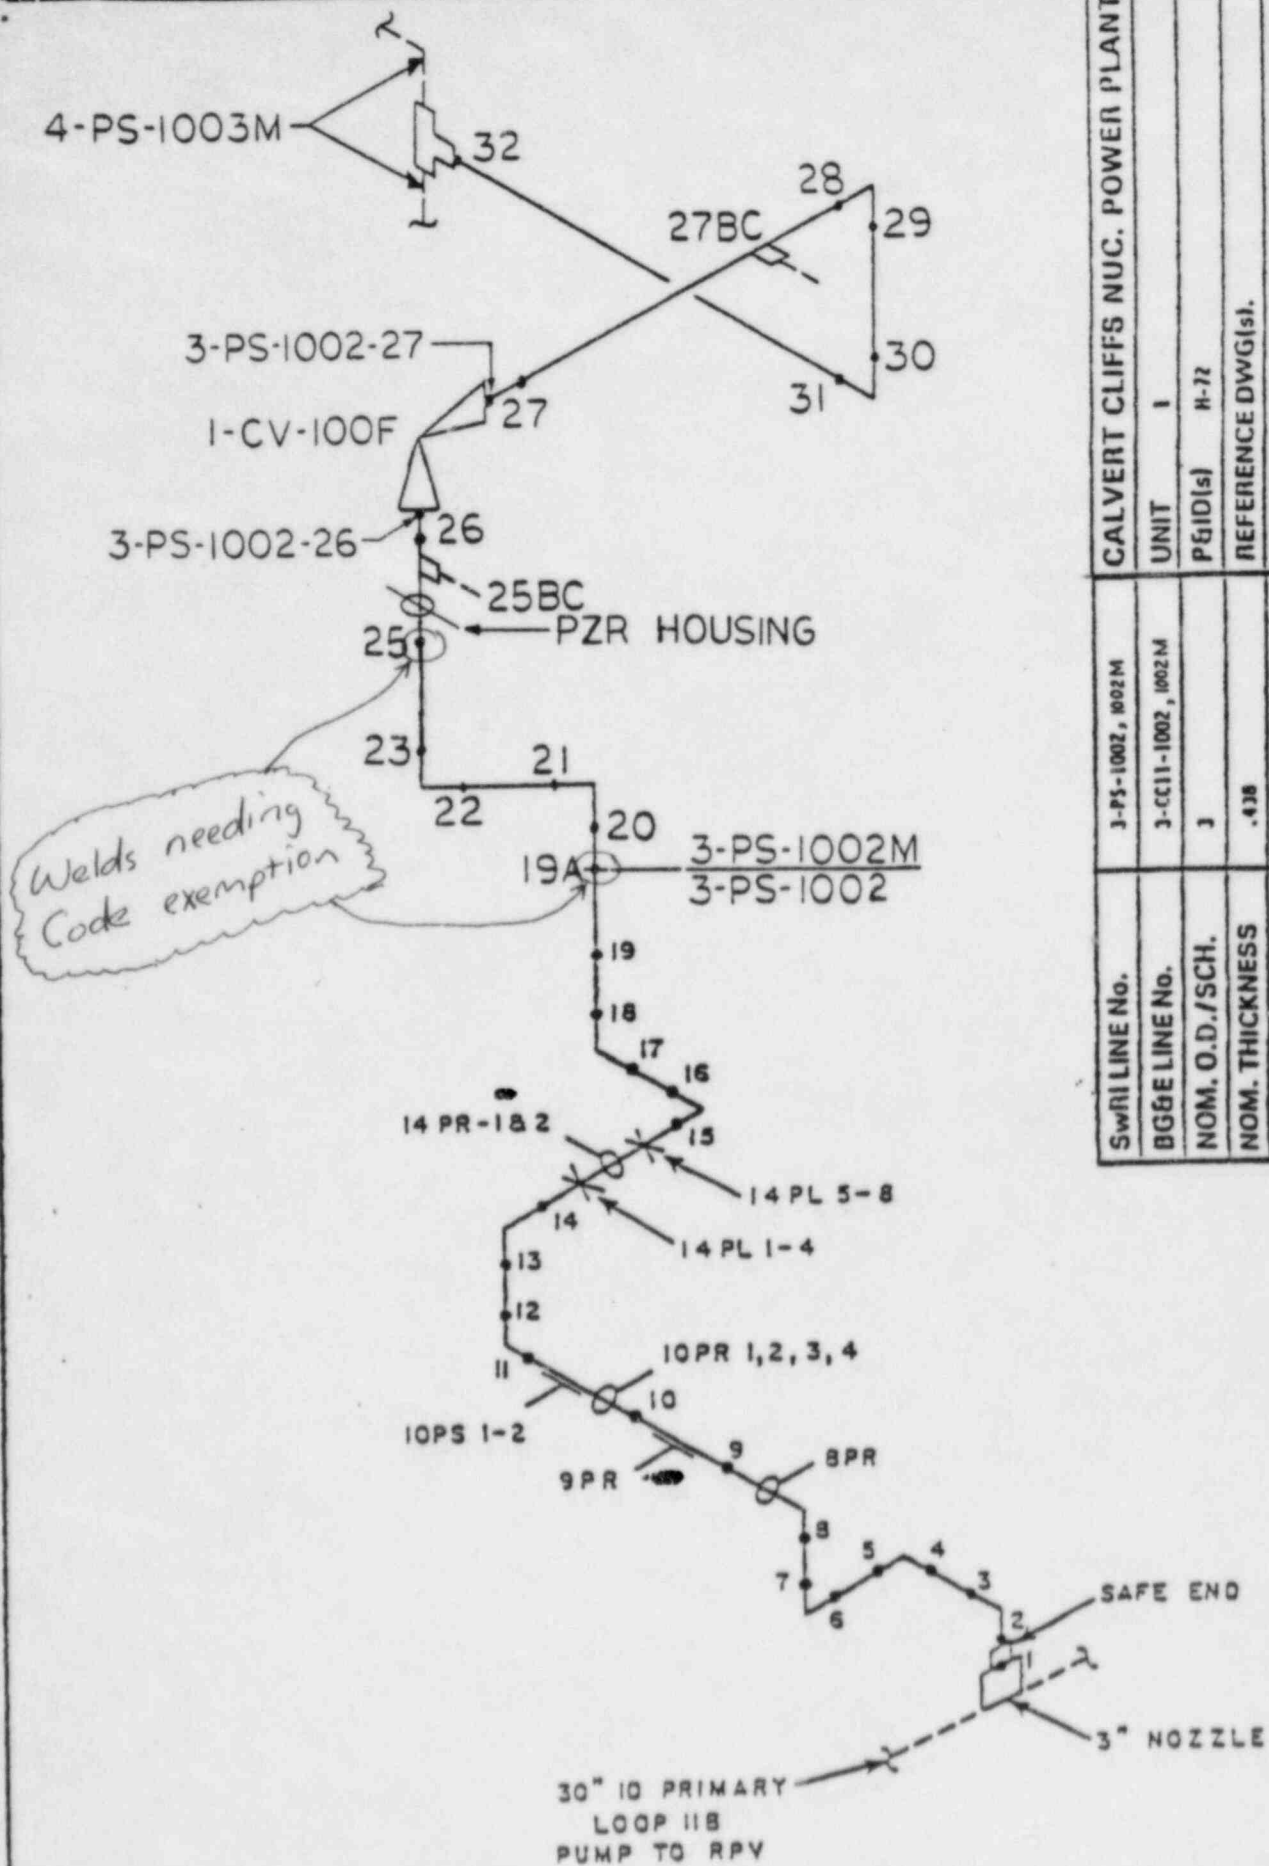 4-PS-1003M
32
28
27BC
29
3-PS-1002-27
30
31
27
1-CV-100F
3-PS-1002-26
26
25BC
PZR HOUSING
25
23
21
22
20
Welds needing
Code exemption
19A
3-PS-1002M
3-PS-1002
19
18
17
16
14 PR-1&2
15
14 PL 5-8
14
14 PL 1-4
13
12
10PR 1,2,3,4
11
10
10PS 1-2
9
8PR
9PR
8
5
4
7
3
SAFE END
6
2
1
3" NOZZLE
30" ID PRIMARY
LOOP 11B
PUMP TO RPV
CALVERT CLIFFS NUC. POWER PLANT
UNIT 1
P&ID(s) H-72
REFERENCE DWG(s).
SwRI LINE No. 3-PS-1002, 1002M
BG&E LINE No. 3-CC11-1002, 1002M
NOM. O.D./SCH. 3
NOM. THICKNESS .438